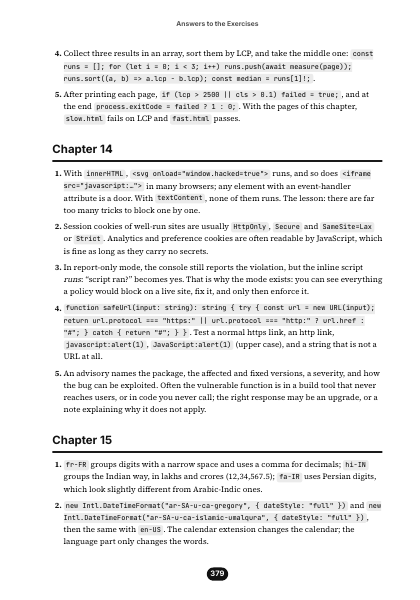 Answers to the Exercises
4. Collect three results in an array, sort them by LCP, and take the middle one: const
runs = []; for (let i = 0; i < 3; i++) runs.push(await measure(page));
runs.sort((a, b) => a.lcp - b.lcp); const median = runs[1]!;.
5. After printing each page, if (lcp > 2500 || cls > 0.1) failed = true;, and at
the end process.exitCode = failed ? 1 : 0;. With the pages of this chapter,
slow.html fails on LCP and fast.html passes.
Chapter 14
1. With innerHTML, <svg onload="window.hacked=true"> runs, and so does <iframe
src="javascript:…"> in many browsers; any element with an event-handler
attribute is a door. With textContent, none runs. The lesson: there are far
too many tricks to block one by one.
2. Session cookies of well-run sites are usually HttpOnly, Secure and SameSite=Lax
or Strict. Analytics and preference cookies are often readable by JavaScript, which
is fine as long as they carry no secrets.
3. In report-only mode, the console still reports the violation, but the inline script
runs: “script ran?” becomes yes. That is why the mode exists: you can see everything
a policy would block on a live site, fix it, and only then enforce it.
4. function safeUrl(input: string): string { try { const url = new URL(input);
return url.protocol === "https:" || url.protocol === "http:" ? url.href :
"#"; } catch { return "#"; } }. Test a normal https link, an http link,
javascript:alert(1), JavaScript:alert(1) (upper case), and a string that is not a
URL at all.
5. An advisory names the package, the affected and fixed versions, a severity, and how
the bug can be exploited. Often the vulnerable function is in a build tool that never
reaches users, or in code you never call; the right response may be an upgrade, or a
note explaining why it does not apply.
Chapter 15
1. fr-FR groups digits with a narrow space and uses a comma for decimals; hi-IN
groups the Indian way, in lakhs and crores (12,34,567.5); fa-IR uses Persian digits,
which look slightly different from Arabic-Indic ones.
2. new Intl.DateTimeFormat("ar-SA-u-ca-gregory", { dateStyle: "full" }) and new
Intl.DateTimeFormat("ar-SA-u-ca-islamic-umalqura", { dateStyle: "full" }),
then the same with en-US. The calendar extension changes the calendar; the
language part only changes the words.
379